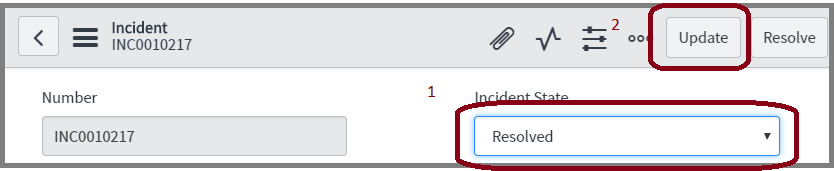 Incident
INC0010217
2
Update
Resolve
Number
1
Incident State
INC0010217
Resolved